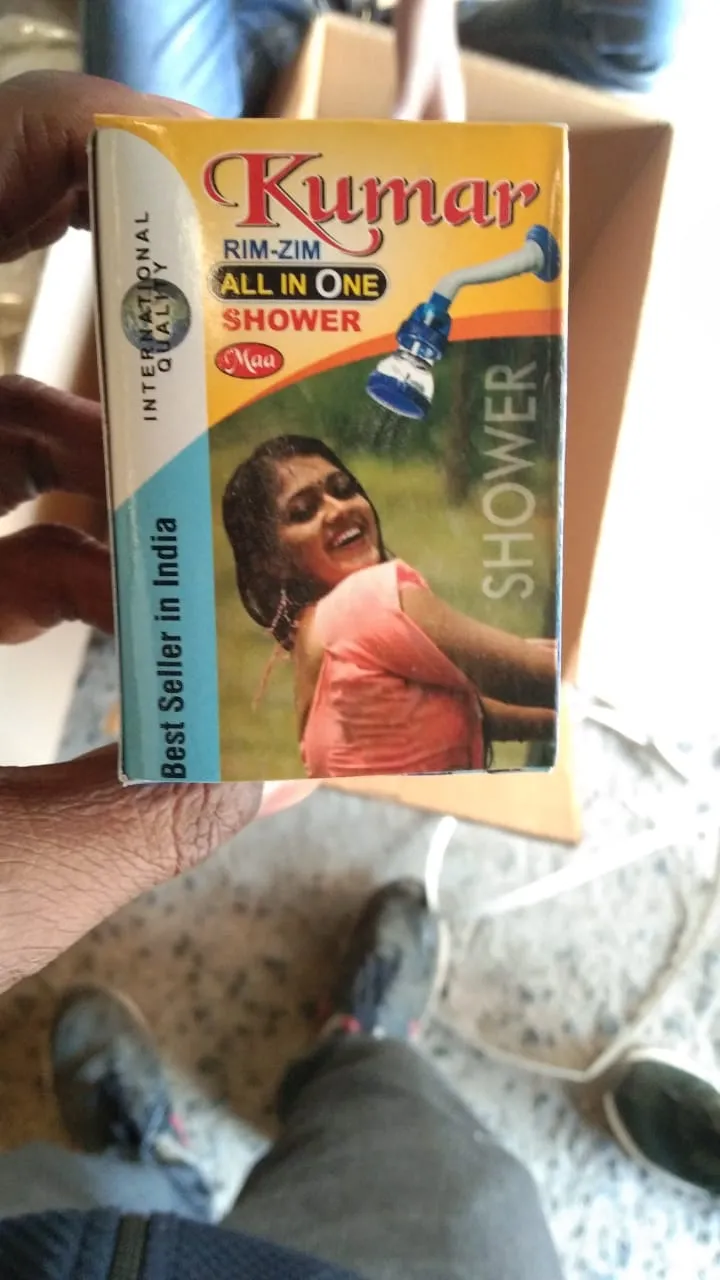 Kumar
RIM-ZIM
ALL IN ONE
SHOWER
Maa
SHOWER
INTERNATIONAL
QUALITY
Best Seller in India